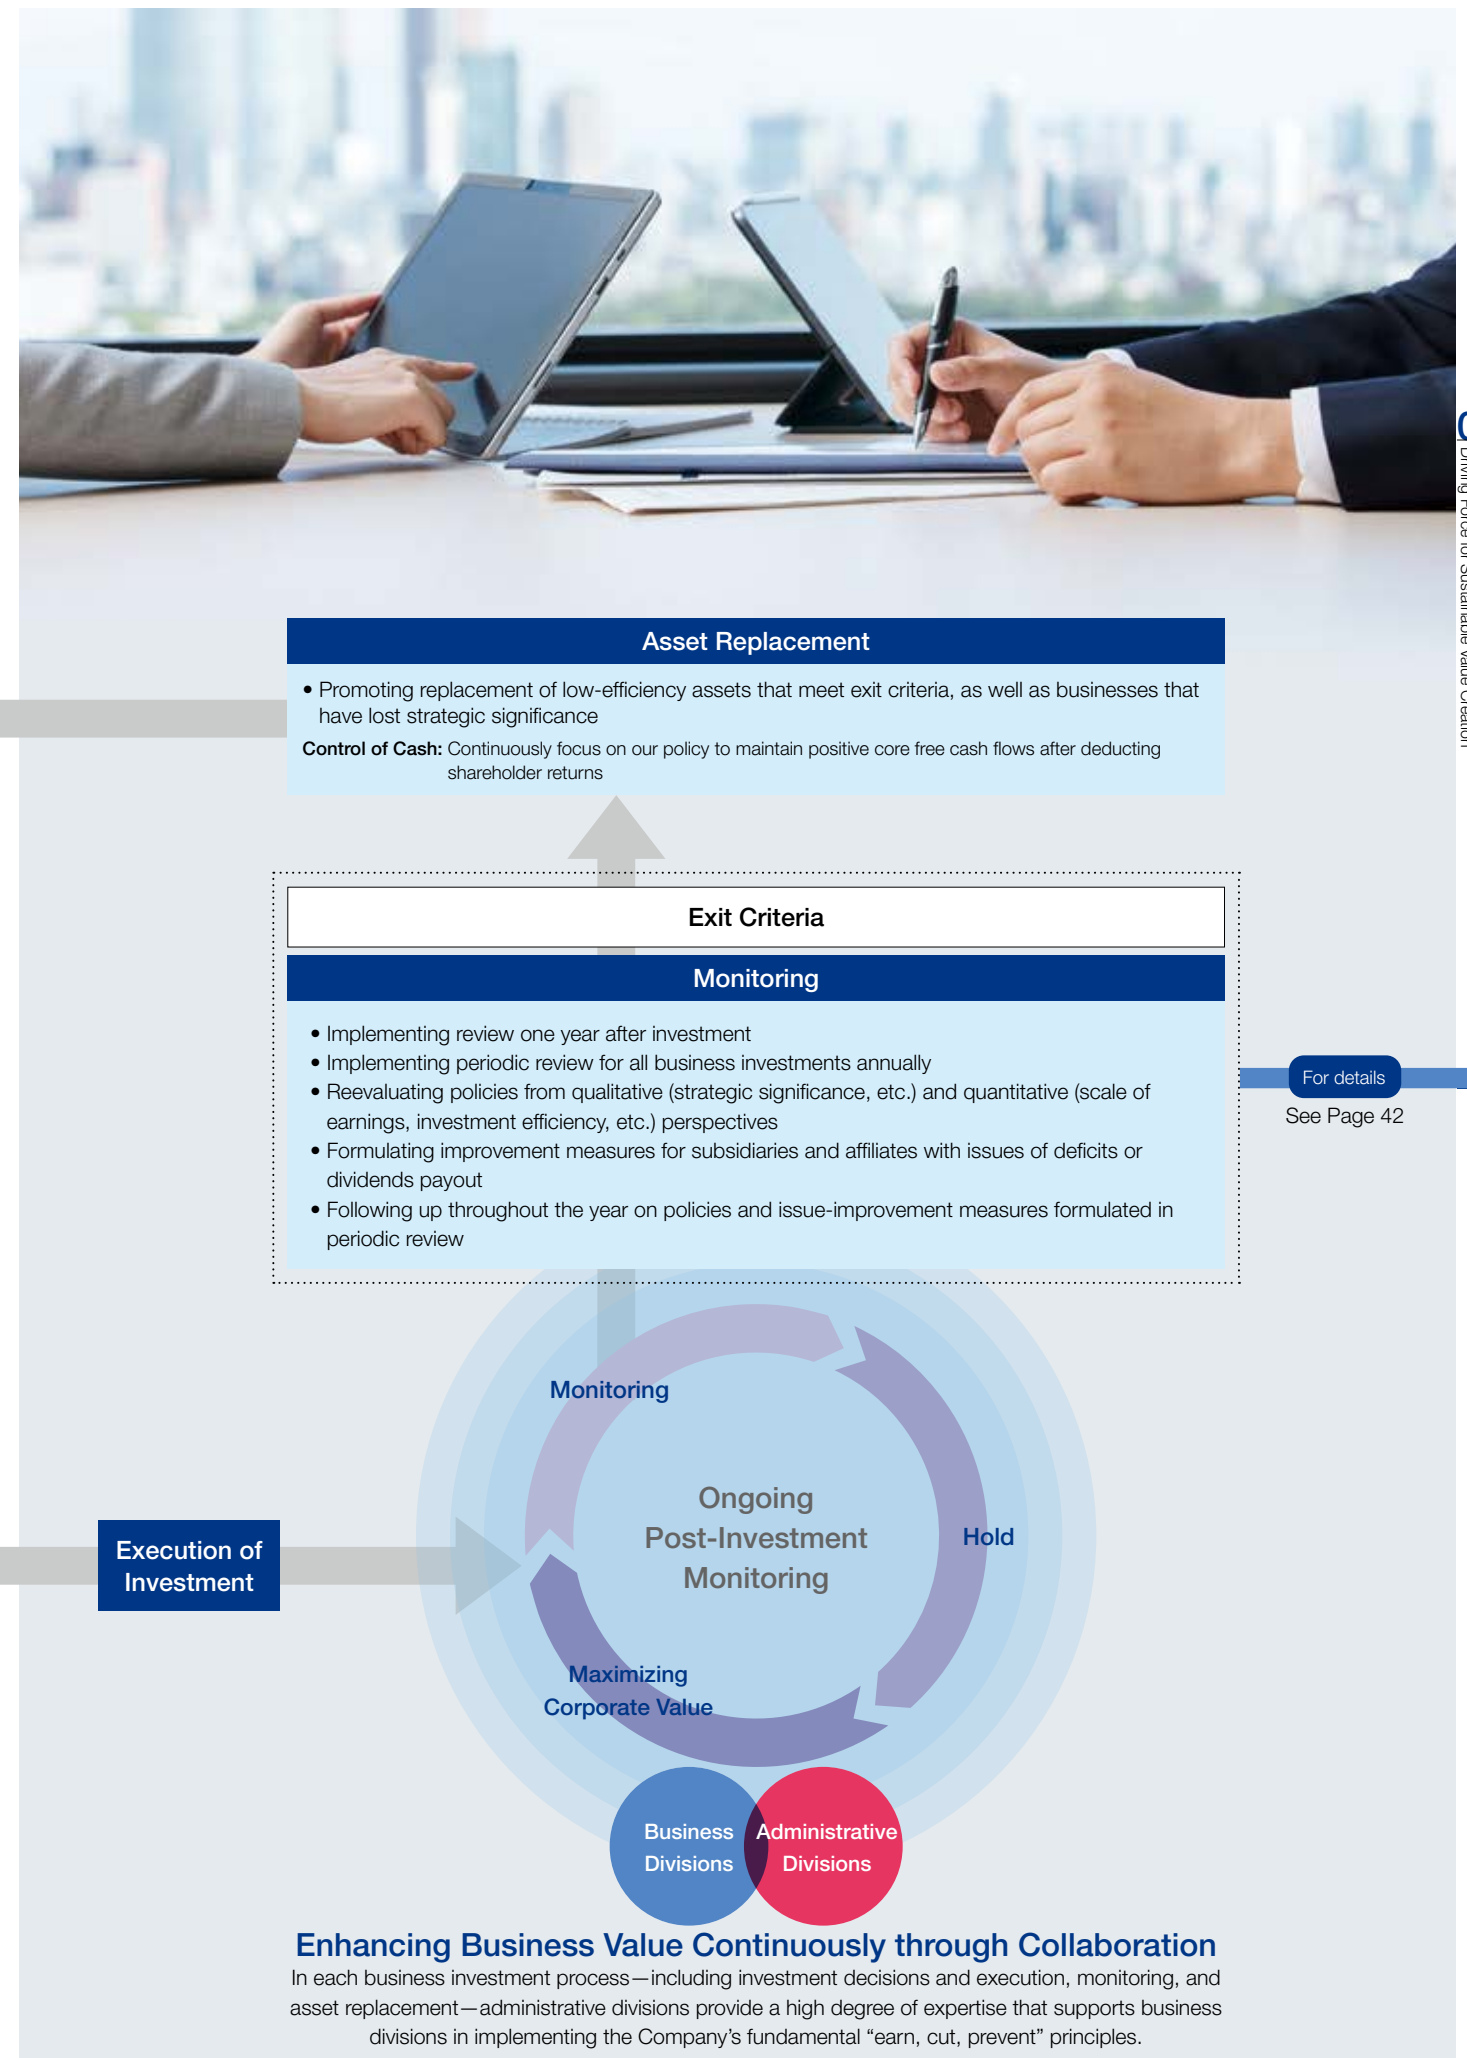 Driving Force for Sustainable Value Creation
Asset Replacement
• Promoting replacement of low-efficiency assets that meet exit criteria, as well as businesses that
have lost strategic significance
Control of Cash: Continuously focus on our policy to maintain positive core free cash flows after deducting
shareholder returns
Exit Criteria
Monitoring
• Implementing review one year after investment
• Implementing periodic review for all business investments annually
• Reevaluating policies from qualitative (strategic significance, etc.) and quantitative (scale of
earnings, investment efficiency, etc.) perspectives
• Formulating improvement measures for subsidiaries and affiliates with issues of deficits or
dividends payout
• Following up throughout the year on policies and issue-improvement measures formulated in
periodic review
For details
See Page 42
Monitoring
Ongoing
Post-Investment
Monitoring
Hold
Execution of
Investment
Maximizing
Corporate Value
Business
Divisions
Administrative
Divisions
Enhancing Business Value Continuously through Collaboration
In each business investment process—including investment decisions and execution, monitoring, and
asset replacement—administrative divisions provide a high degree of expertise that supports business
divisions in implementing the Company's fundamental “earn, cut, prevent” principles.